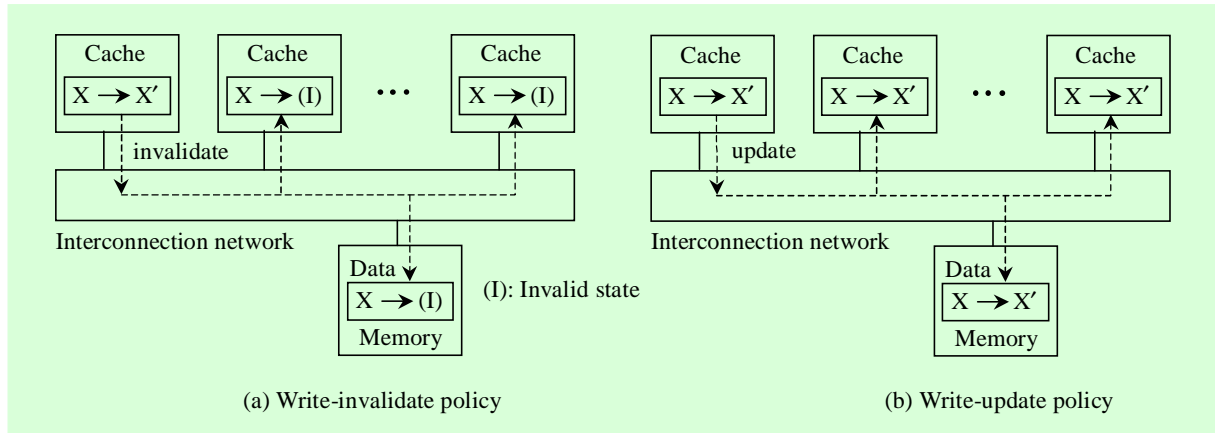 Cache
X → X′
Cache
X → (I)
...
Cache
X → (I)
invalidate
Interconnection network
Data
X → (I)
Memory
(I): Invalid state
(a) Write-invalidate policy
Cache
X → X′
Cache
X → X′
...
Cache
X → X′
update
Interconnection network
Data
X → X′
Memory
(b) Write-update policy